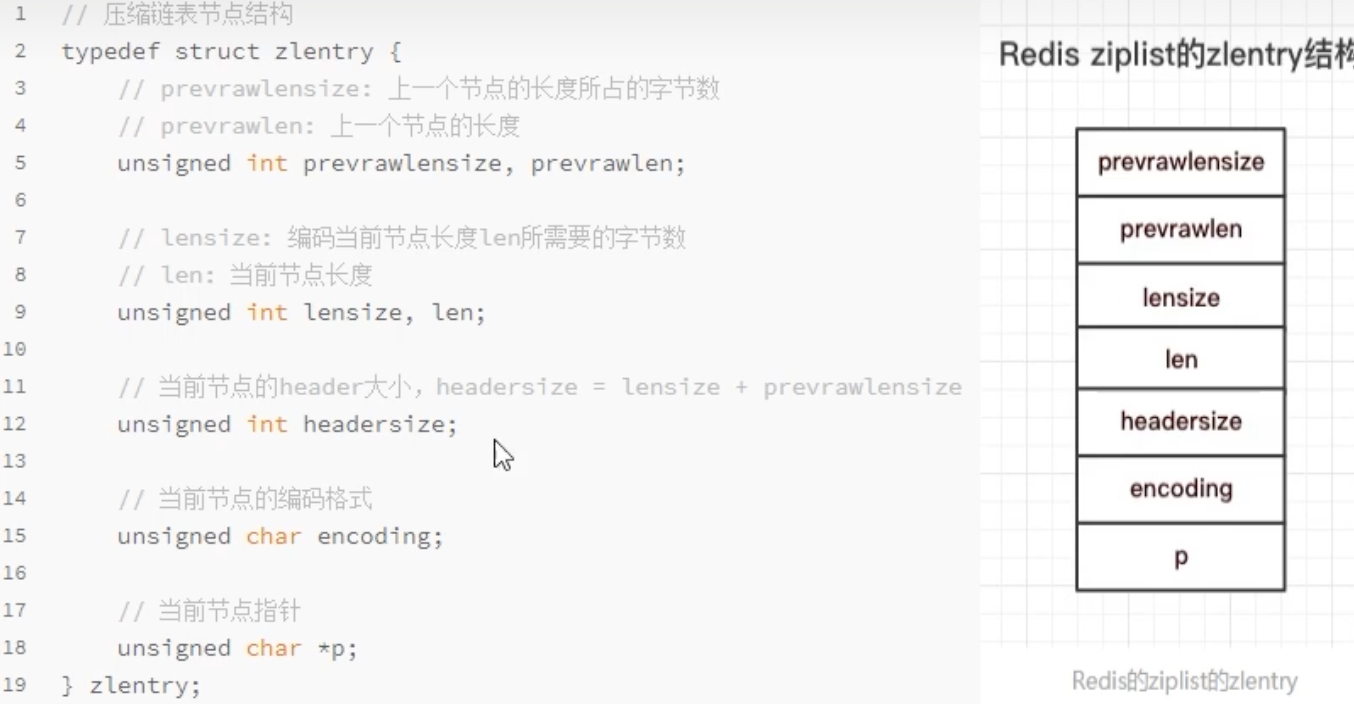 1 // 压缩链表节点结构
2 typedef struct zlentry {
3 // prevrawlensize: 上一个节点的长度所占的字节数
4 // prevrawlen: 上一个节点的长度
5 unsigned int prevrawlensize, prevrawlen;
6
7 // lensize: 编码当前节点长度len所需要的字节数
8 // len: 当前节点长度
9 unsigned int lensize, len;
10
11 // 当前节点的header大小，headersize = lensize + prevrawlensize
12 unsigned int headersize;
13
14 // 当前节点的编码格式
15 unsigned char encoding;
16
17 // 当前节点指针
18 unsigned char *p;
19 } zlentry;
Redis ziplist的zlentry结构
prevrawlensize
prevrawlen
lensize
len
headersize
encoding
p
Redis的ziplist的zlentry